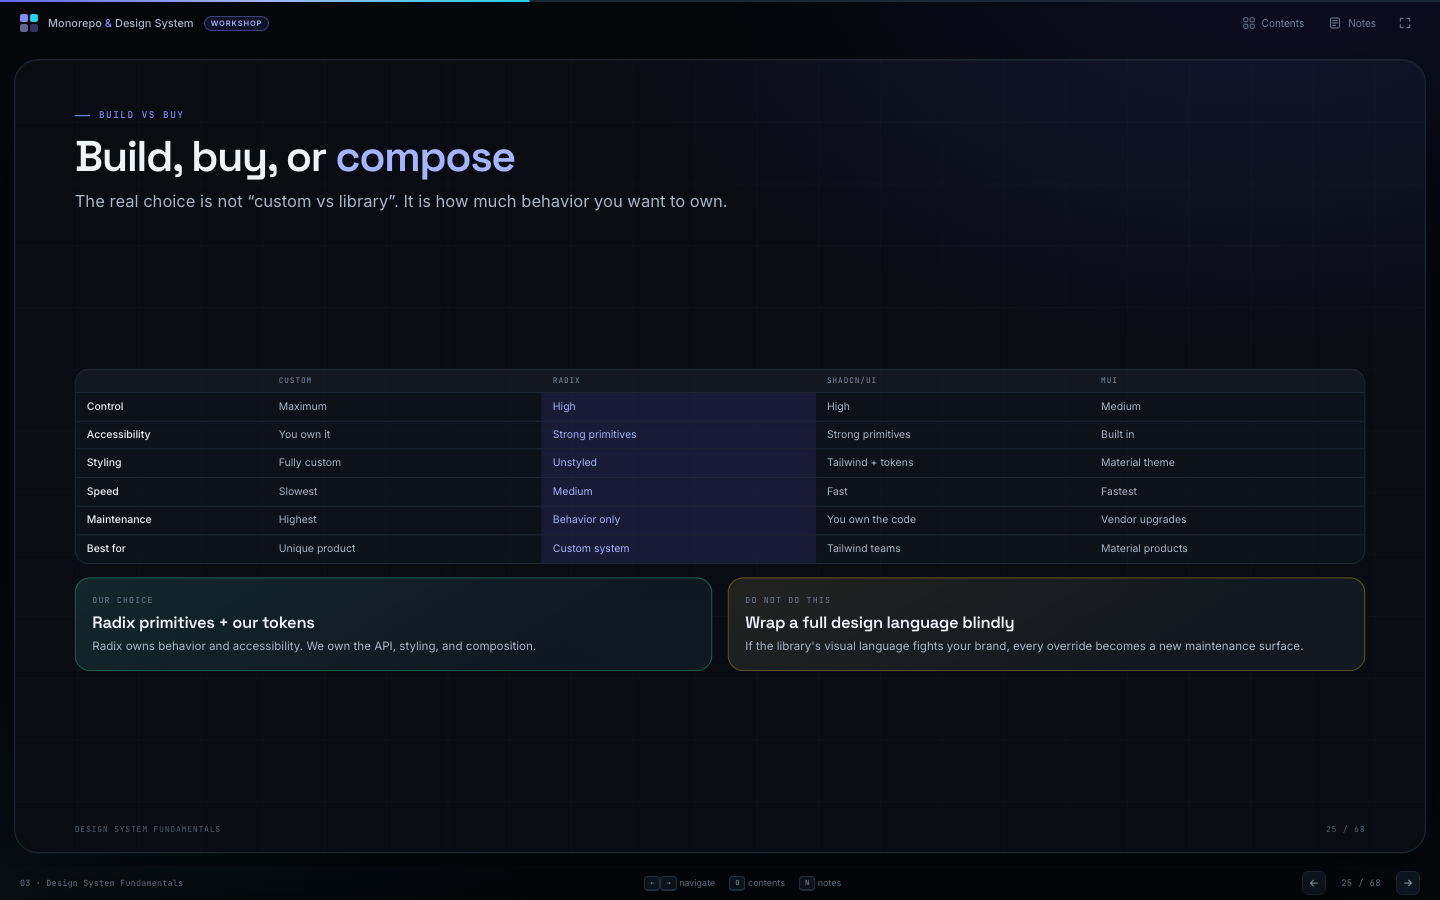 Monorepo & Design System WORKSHOP Contents Notes
BUILD VS BUY
Build, buy, or compose
The real choice is not “custom vs library”. It is how much behavior you want to own.
CUSTOM RADIX SHADCN/UI MUI
Control Maximum High High Medium
Accessibility You own it Strong primitives Strong primitives Built in
Styling Fully custom Unstyled Tailwind + tokens Material theme
Speed Slowest Medium Fast Fastest
Maintenance Highest Behavior only You own the code Vendor upgrades
Best for Unique product Custom system Tailwind teams Material products
OUR CHOICE
Radix primitives + our tokens
Radix owns behavior and accessibility. We own the API, styling, and composition.
DO NOT DO THIS
Wrap a full design language blindly
If the library's visual language fights your brand, every override becomes a new maintenance surface.
DESIGN SYSTEM FUNDAMENTALS 25 / 68
03 · Design System Fundamentals ← → navigate O contents N notes ← 25 / 68 →